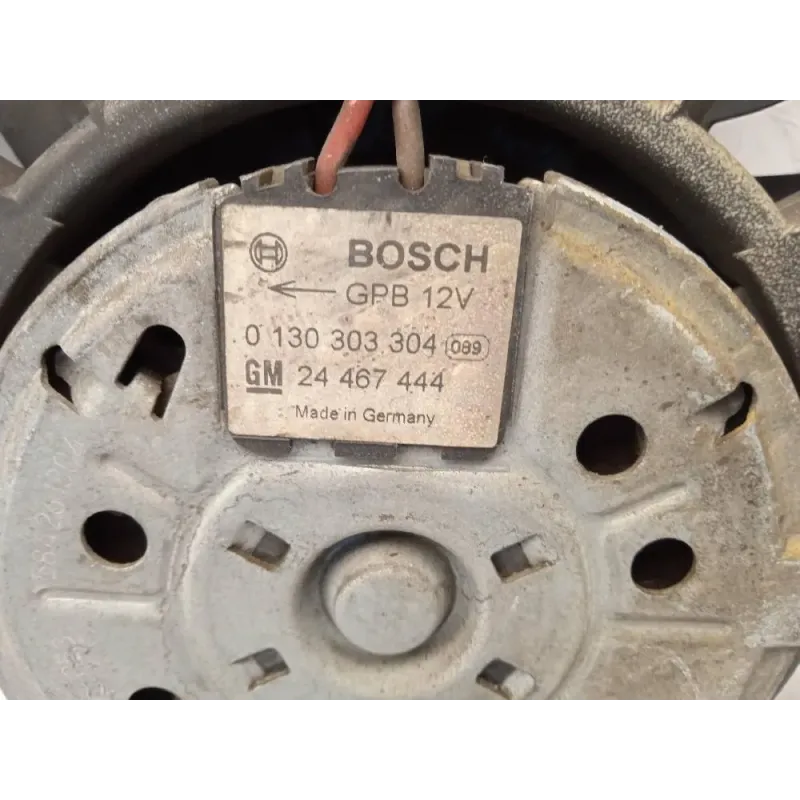 BOSCH
GPB 12V
0 130 303 304 089
GM 24 467 444
Made in Germany